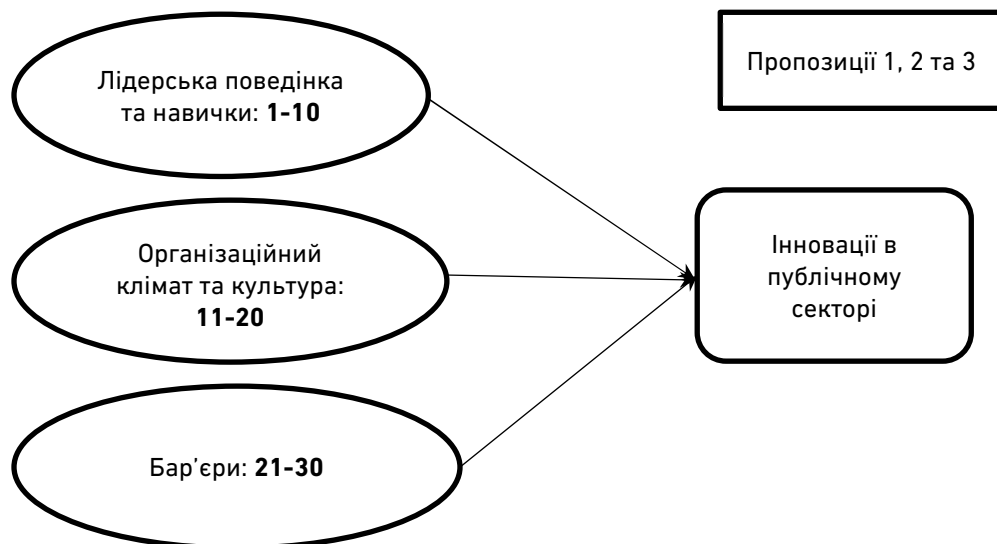 Лідерська поведінка
та навички: 1-10
Пропозиції 1, 2 та 3
Організаційний
клімат та культура:
11-20
Інновації в
публічному
секторі
Бар’єри: 21-30